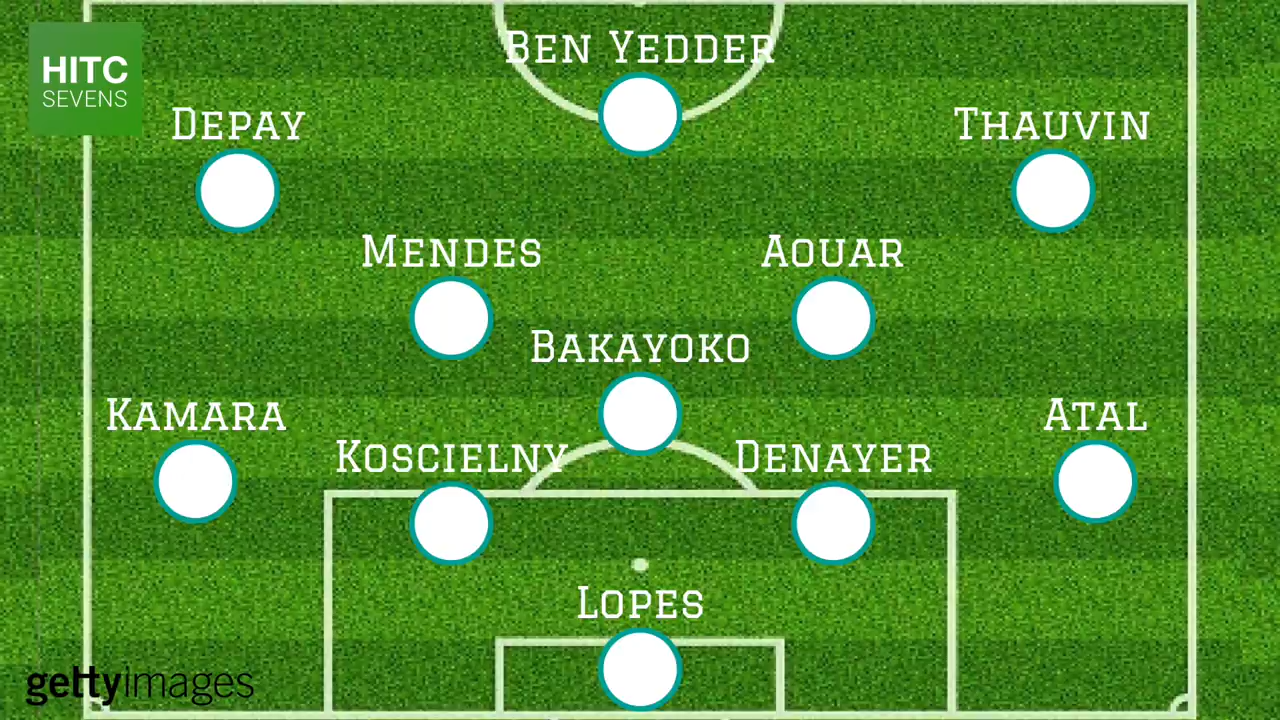 HITC
SEVENS
BEN YEDDER
DEPAY
THAUVIN
MENDES
AOUAR
BAKAYOKO
KAMARA
ATAL
KOSCIELNY
DENAYER
LOPES
gettyimages